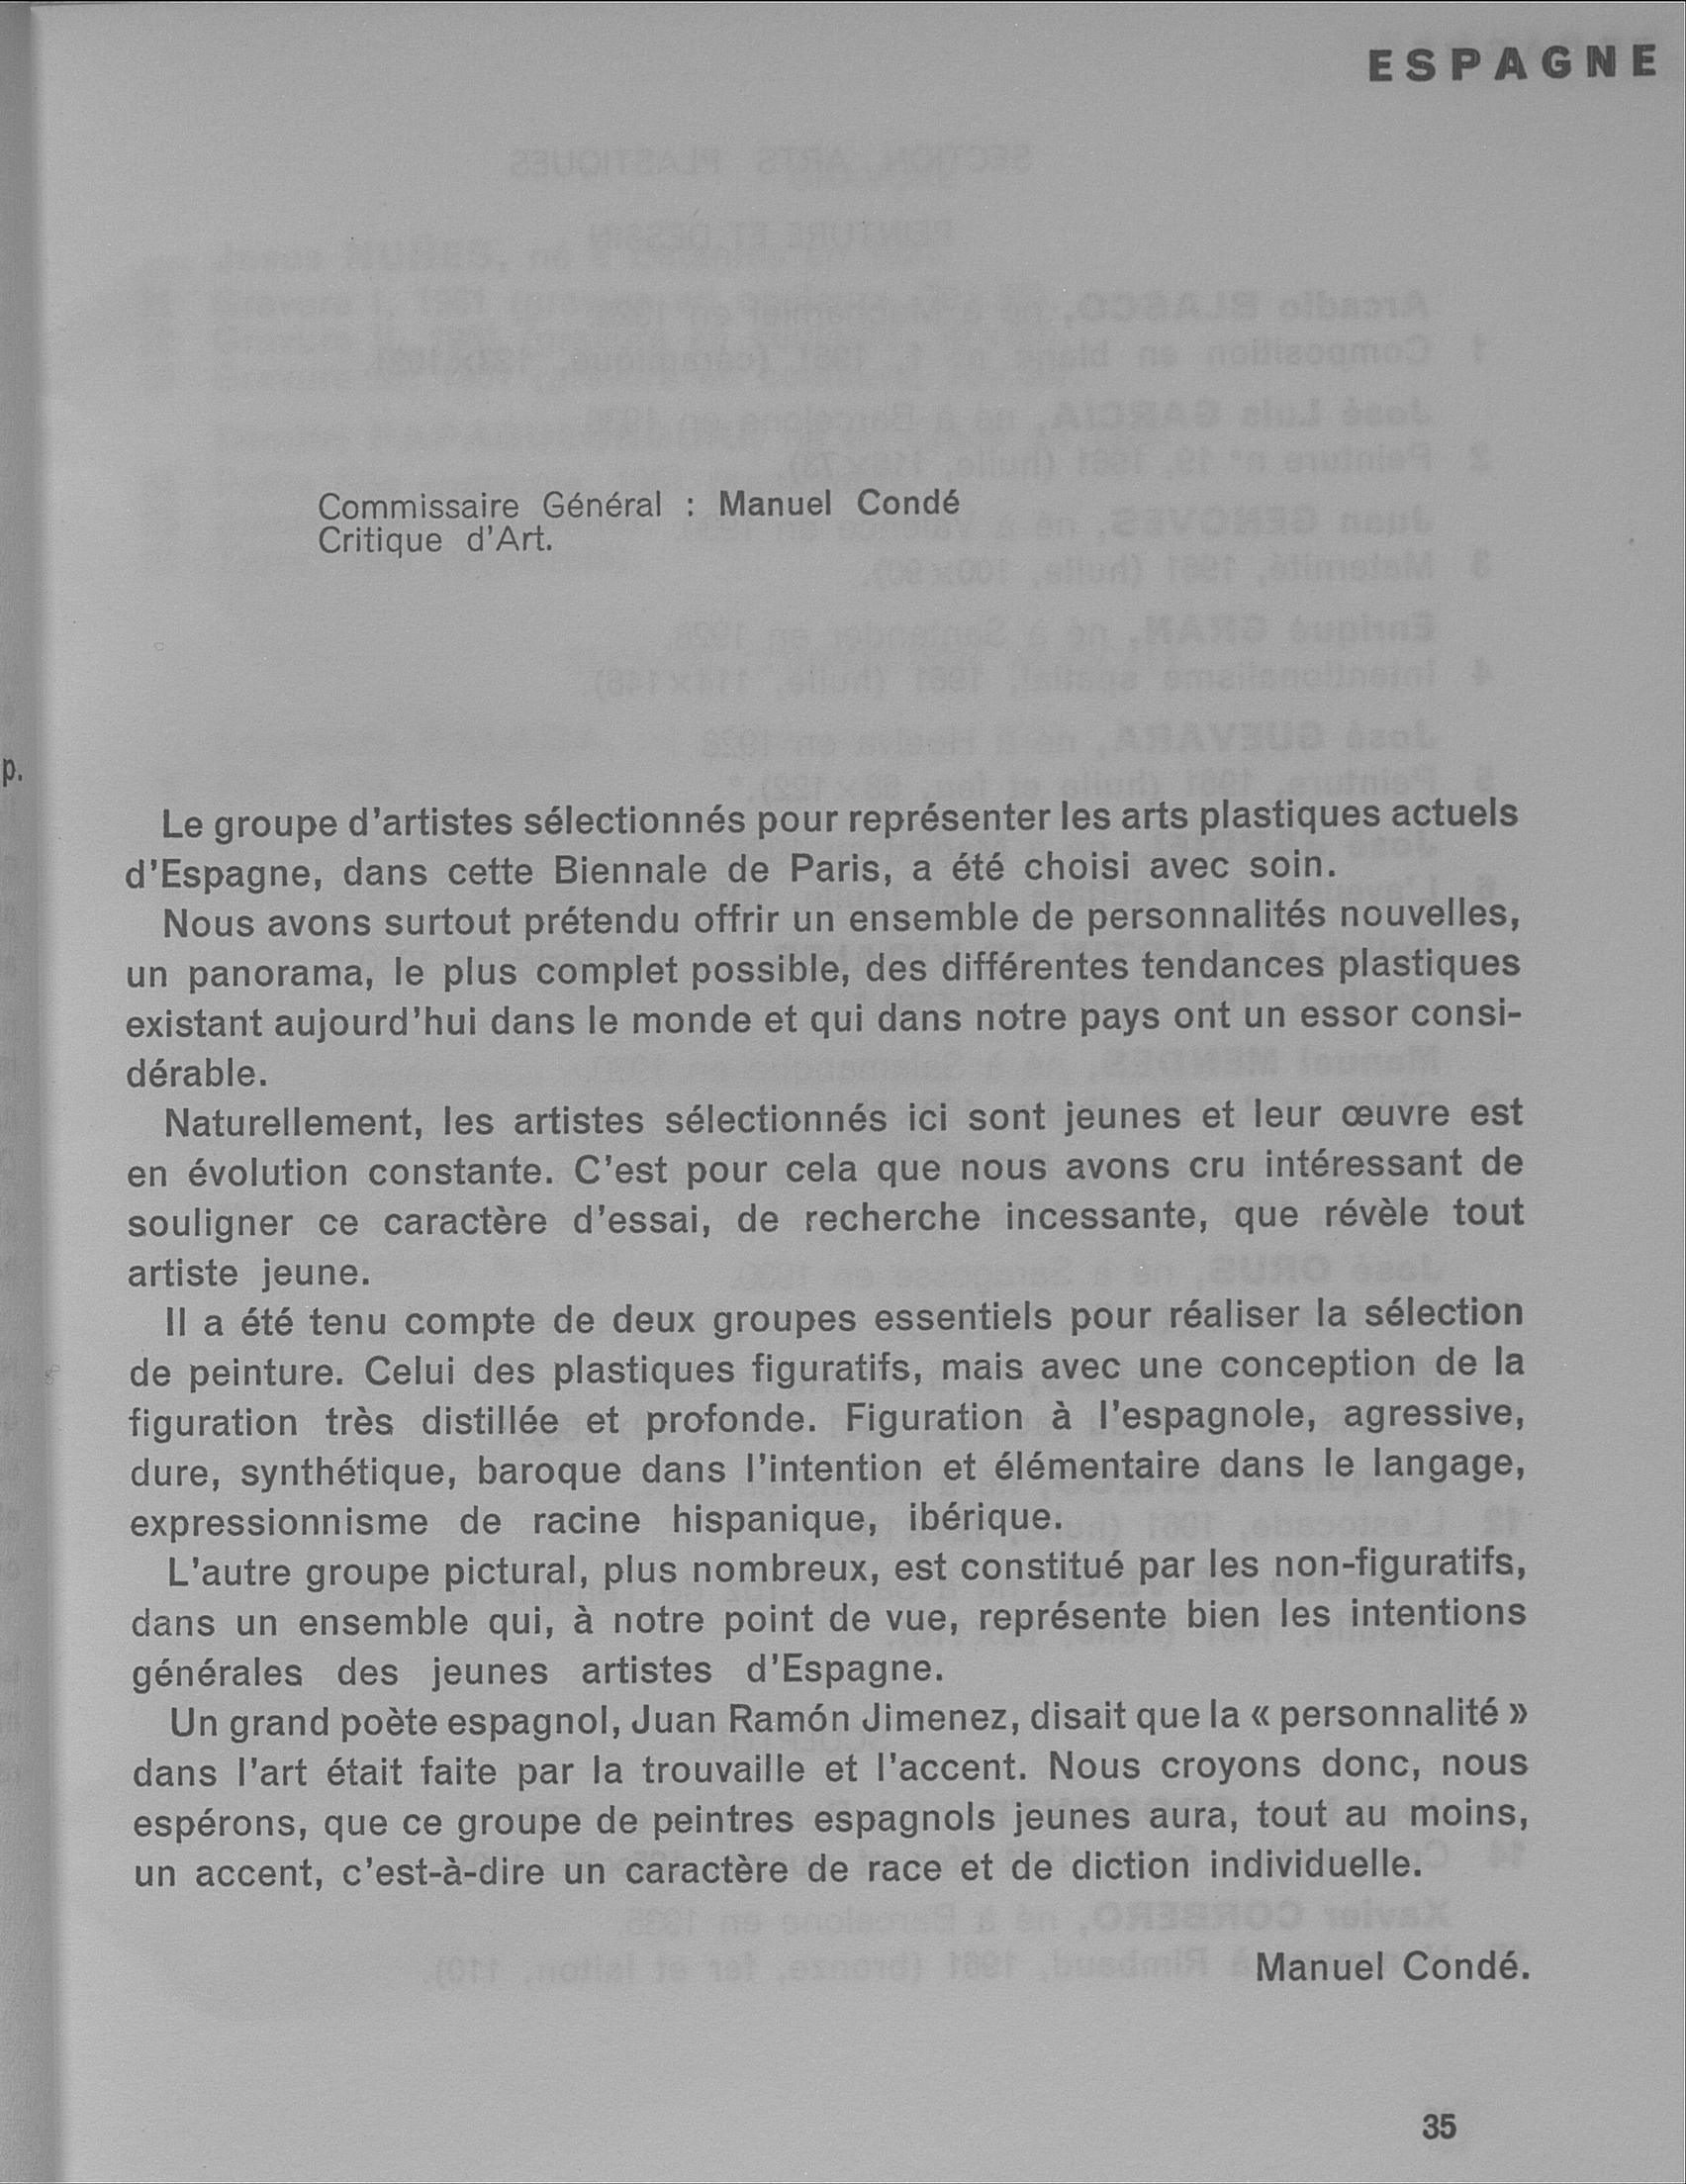 ESPAGNE
Commissaire Général : Manuel Condé
Critique d'Art.
p.
Le groupe d'artistes sélectionnés pour représenter les arts plastiques actuels
d'Espagne, dans cette Biennale de Paris, a été choisi avec soin.
Nous avons surtout prétendu offrir un ensemble de personnalités nouvelles,
un panorama, le plus complet possible, des différentes tendances plastiques
existant aujourd'hui dans le monde et qui dans notre pays ont un essor consi-
dérable.
Naturellement, les artistes sélectionnés ici sont jeunes et leur œuvre est
en évolution constante. C'est pour cela que nous avons cru intéressant de
souligner ce caractère d'essai, de recherche incessante, que révèle tout
artiste jeune.
Il a été tenu compte de deux groupes essentiels pour réaliser la sélection
de peinture. Celui des plastiques figuratifs, mais avec une conception de la
figuration très distillée et profonde. Figuration à l'espagnole, agressive,
dure, synthétique, baroque dans l'intention et élémentaire dans le langage,
expressionnisme de racine hispanique, ibérique.
L'autre groupe pictural, plus nombreux, est constitué par les non-figuratifs,
dans un ensemble qui, à notre point de vue, représente bien les intentions
générales des jeunes artistes d'Espagne.
Un grand poète espagnol, Juan Ramón Jimenez, disait que la « personnalité »
dans l'art était faite par la trouvaille et l'accent. Nous croyons donc, nous
espérons, que ce groupe de peintres espagnols jeunes aura, tout au moins,
un accent, c'est-à-dire un caractère de race et de diction individuelle.
Manuel Condé.
35